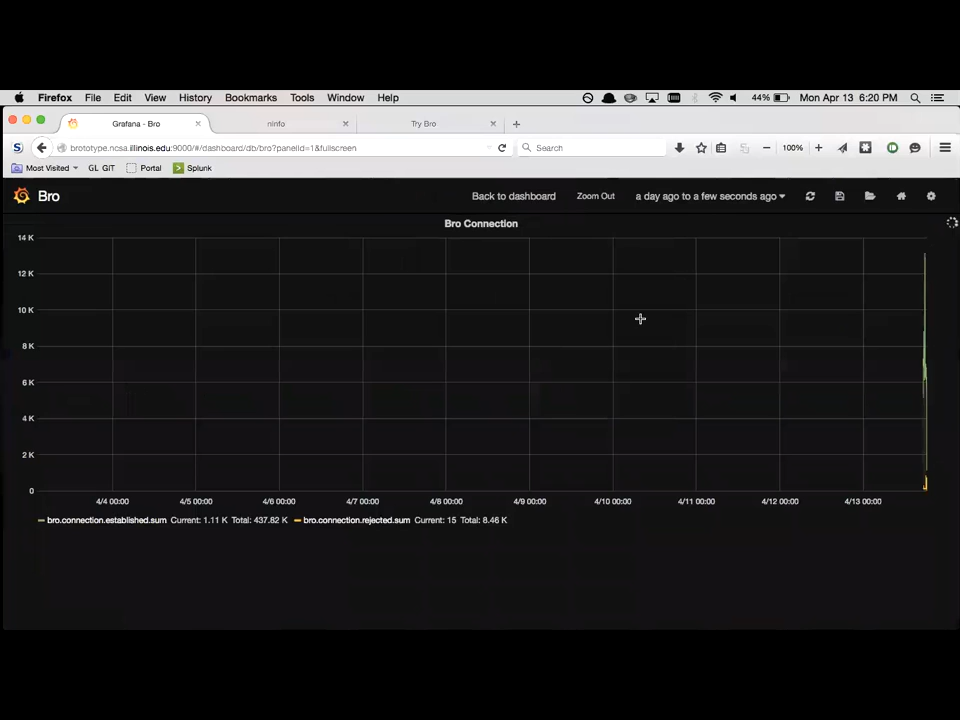 Firefox File Edit View History Bookmarks Tools Window Help 44% Mon Apr 13 6:20 PM
Grafana - Bro ninfo Try Bro
brototype.ncsa.illinois.edu:9000/#/dashboard/db/bro?panelId=1&fullscreen Search 100%
Most Visited GL GIT Portal Splunk
Bro Back to dashboard Zoom Out a day ago to a few seconds ago
Bro Connection
14 K
12 K
10 K
8 K
6 K
4 K
2 K
0
4/4 00:00 4/5 00:00 4/6 00:00 4/7 00:00 4/8 00:00 4/9 00:00 4/10 00:00 4/11 00:00 4/12 00:00 4/13 00:00
bro.connection.established.sum Current: 1.11 K Total: 437.82 K bro.connection.rejected.sum Current: 15 Total: 8.46 K